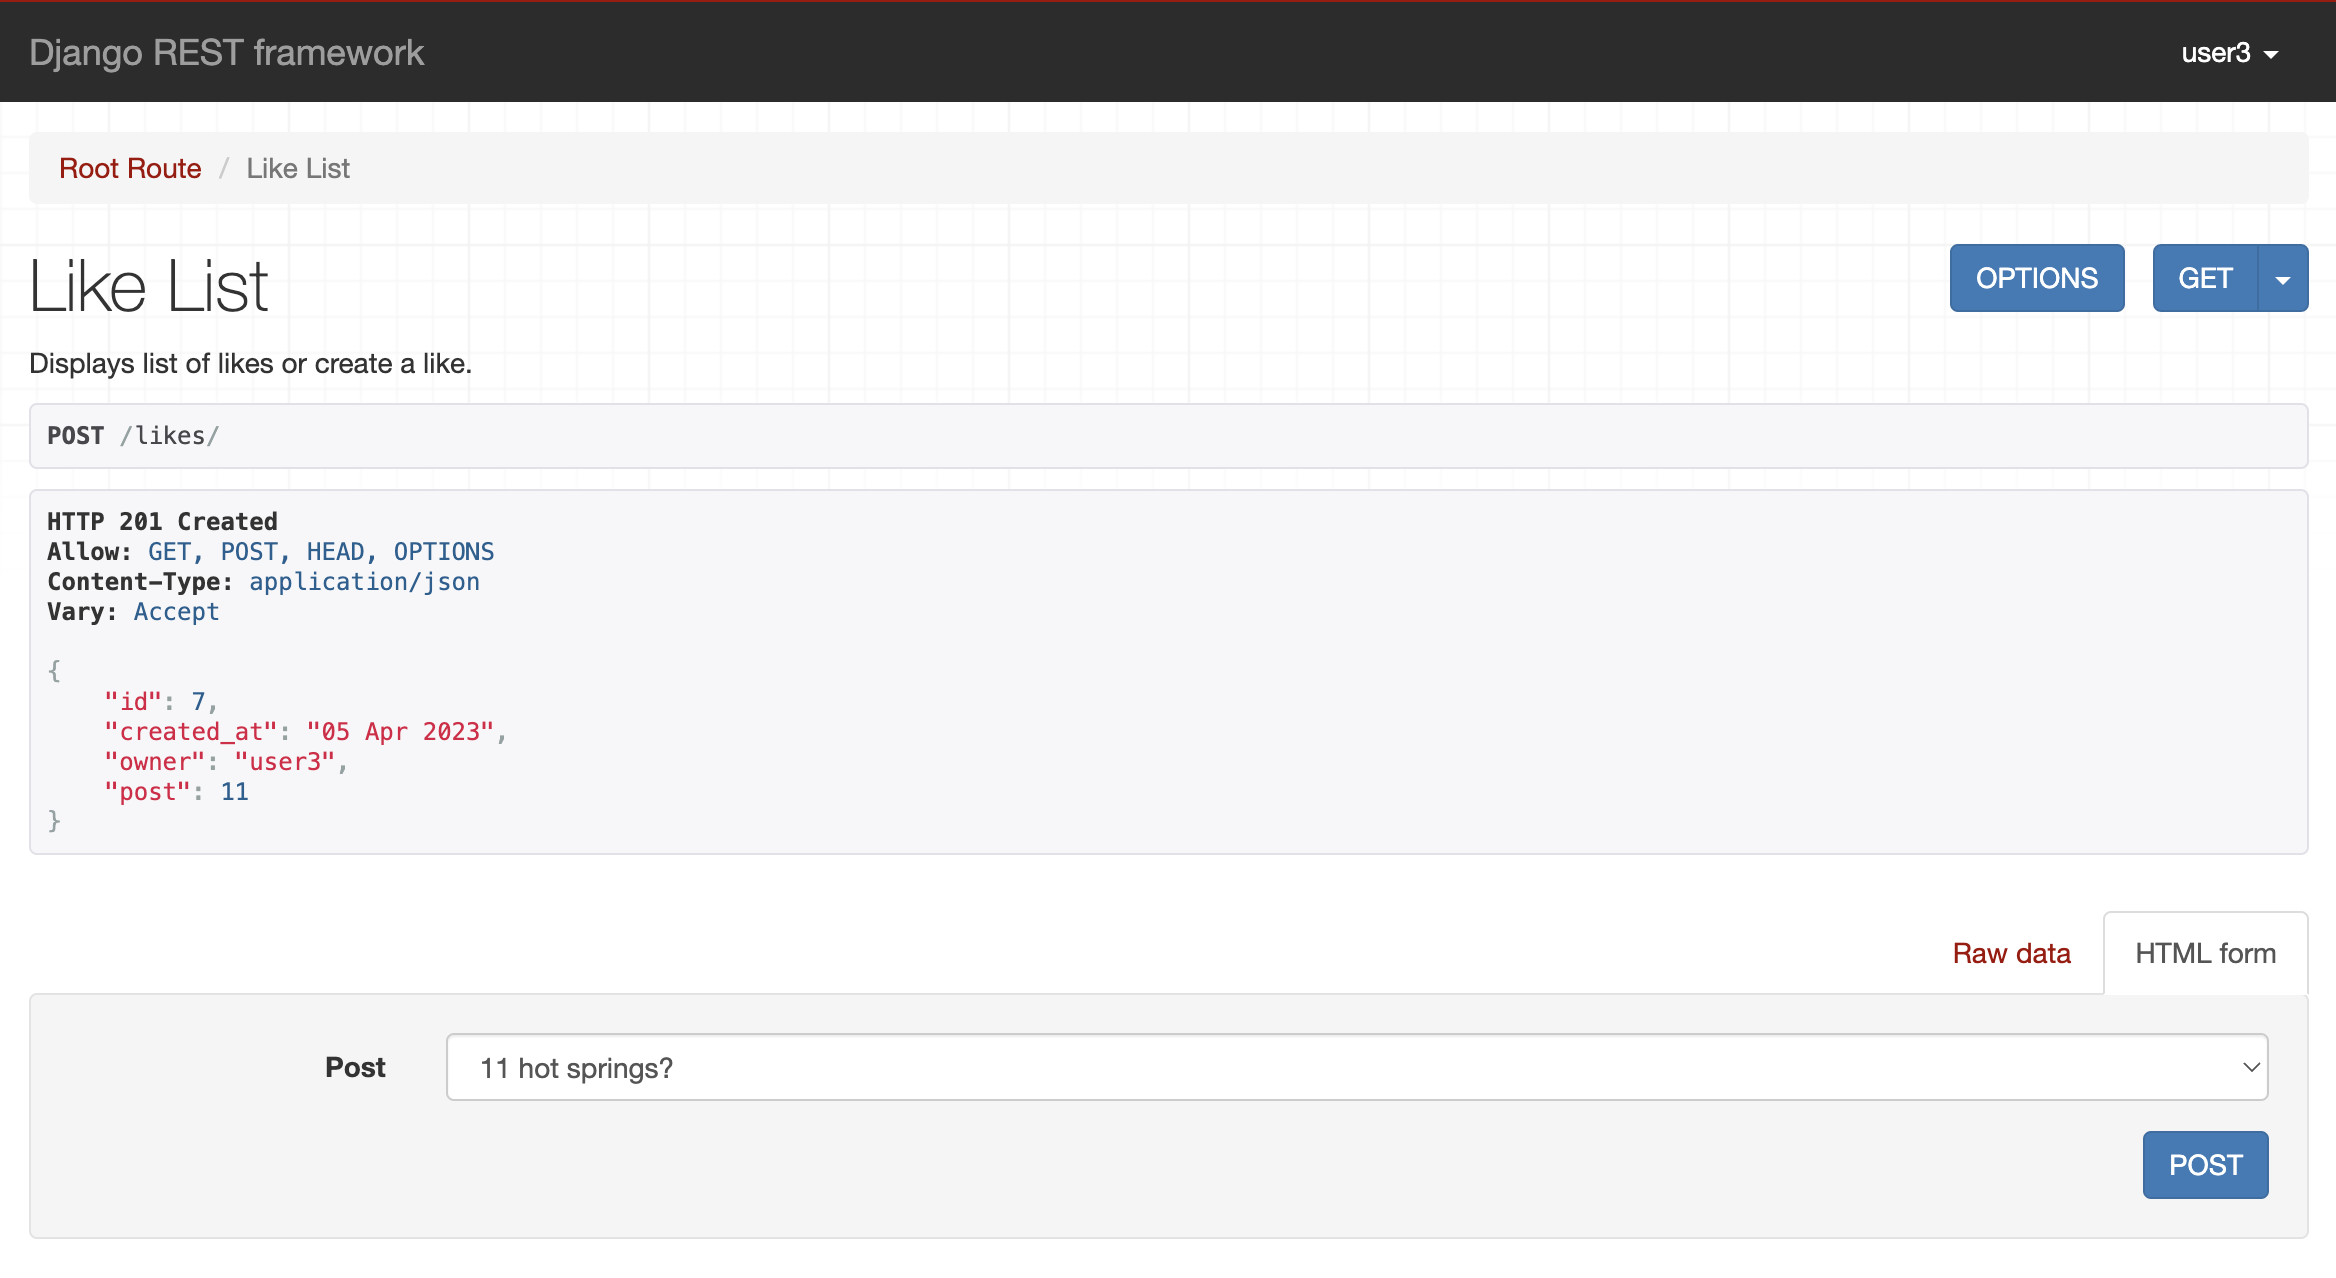 Django REST framework
user3
Root Route / Like List
Like List
OPTIONS
GET
Displays list of likes or create a like.
POST /likes/
HTTP 201 Created
Allow: GET, POST, HEAD, OPTIONS
Content-Type: application/json
Vary: Accept
{
    "id": 7,
    "created_at": "05 Apr 2023",
    "owner": "user3",
    "post": 11
}
Raw data
HTML form
Post
11 hot springs?
POST